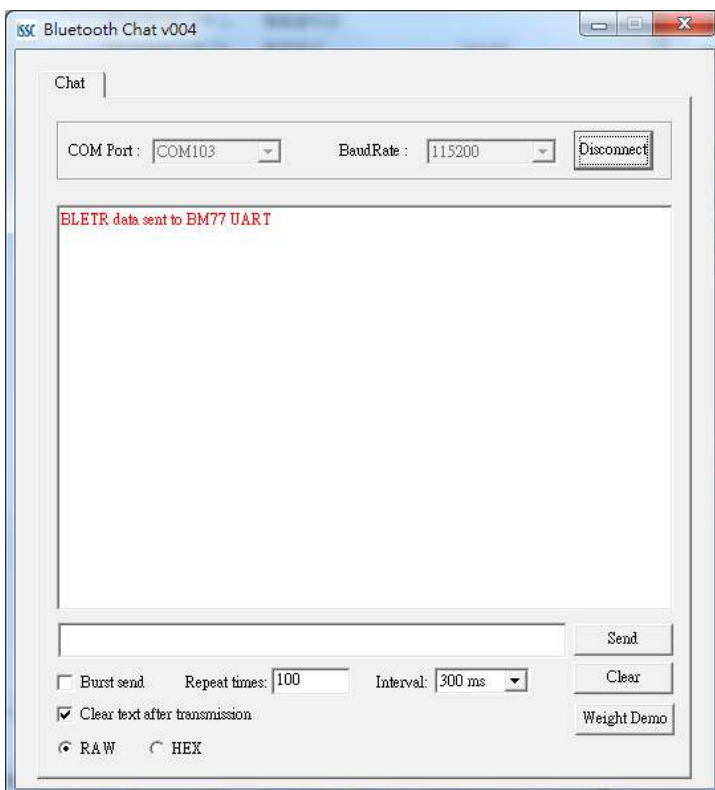 ISSC Bluetooth Chat v004
Chat
COM Port : COM103 BaudRate : 115200 Disconnect
BLETR data sent to BM77 UART
Send
Burst send Repeat times: 100 Interval: 300 ms Clear
Clear text after transmission Weight Demo
RAW HEX